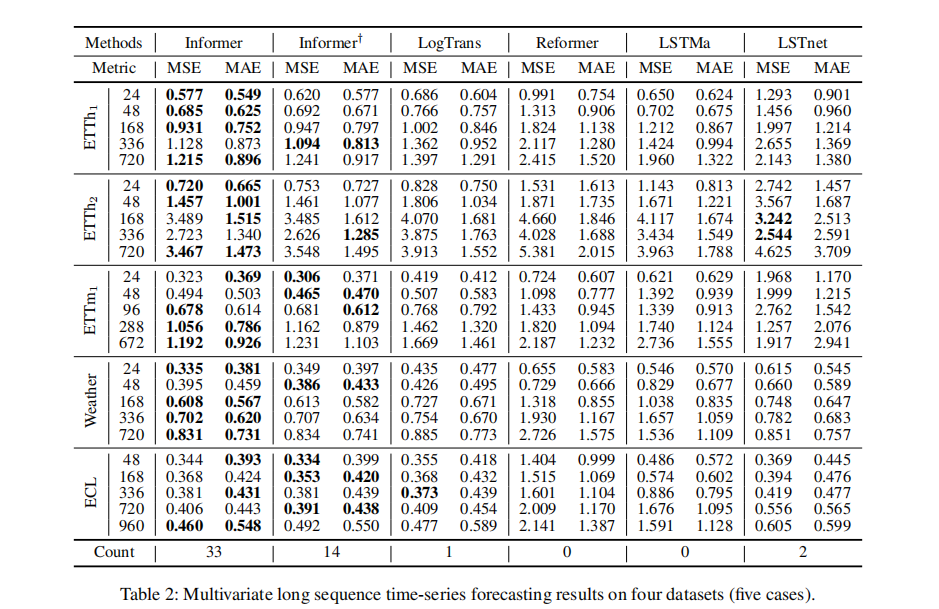 Methods Informer Informer† LogTrans Reformer LSTMa LSTnet
Metric MSE MAE MSE MAE MSE MAE MSE MAE MSE MAE MSE MAE
ETTh1
24 0.577 0.549 0.620 0.577 0.686 0.604 0.991 0.754 0.650 0.624 1.293 0.901
48 0.685 0.625 0.692 0.671 0.766 0.757 1.313 0.906 0.702 0.675 1.456 0.960
168 0.931 0.752 0.947 0.797 1.002 0.846 1.824 1.138 1.212 0.867 1.997 1.214
336 1.128 0.873 1.094 0.813 1.362 0.952 2.117 1.280 1.424 0.994 2.655 1.369
720 1.215 0.896 1.241 0.917 1.397 1.291 2.415 1.520 1.960 1.322 2.143 1.380
ETTh2
24 0.720 0.665 0.753 0.727 0.828 0.750 1.531 1.613 1.143 0.813 2.742 1.457
48 1.457 1.001 1.461 1.077 1.806 1.034 1.871 1.735 1.671 1.221 3.567 1.687
168 3.489 1.515 3.485 1.612 4.070 1.681 4.660 1.846 4.117 1.674 3.242 2.513
336 2.723 1.340 2.626 1.285 3.875 1.763 4.028 1.688 3.434 1.549 2.544 2.591
720 3.467 1.473 3.548 1.495 3.913 1.552 5.381 2.015 3.963 1.788 4.625 3.709
ETTm1
24 0.323 0.369 0.306 0.371 0.419 0.412 0.724 0.607 0.621 0.629 1.968 1.170
48 0.494 0.503 0.465 0.470 0.507 0.583 1.098 0.777 1.392 0.939 1.999 1.215
96 0.678 0.614 0.681 0.612 0.768 0.792 1.433 0.945 1.339 0.913 2.762 1.542
288 1.056 0.786 1.162 0.879 1.462 1.320 1.820 1.094 1.740 1.124 1.257 2.076
672 1.192 0.926 1.231 1.103 1.669 1.461 2.187 1.232 2.736 1.555 1.917 2.941
Weather
24 0.335 0.381 0.349 0.397 0.435 0.477 0.655 0.583 0.546 0.570 0.615 0.545
48 0.395 0.459 0.386 0.433 0.426 0.495 0.729 0.666 0.829 0.677 0.660 0.589
168 0.608 0.567 0.613 0.582 0.727 0.671 1.318 0.855 1.038 0.835 0.748 0.647
336 0.702 0.620 0.707 0.634 0.754 0.670 1.930 1.167 1.657 1.059 0.782 0.683
720 0.831 0.731 0.834 0.741 0.885 0.773 2.726 1.575 1.536 1.109 0.851 0.757
ECL
48 0.344 0.393 0.334 0.399 0.355 0.418 1.404 0.999 0.486 0.572 0.369 0.445
168 0.368 0.424 0.353 0.420 0.368 0.432 1.515 1.069 0.574 0.602 0.394 0.476
336 0.381 0.431 0.381 0.439 0.373 0.439 1.601 1.104 0.886 0.795 0.419 0.477
720 0.406 0.443 0.391 0.438 0.409 0.454 2.009 1.170 1.676 1.095 0.556 0.565
960 0.460 0.548 0.492 0.550 0.477 0.589 2.141 1.387 1.591 1.128 0.605 0.599
Count 33 14 1 0 0 2
Table 2: Multivariate long sequence time-series forecasting results on four datasets (five cases).